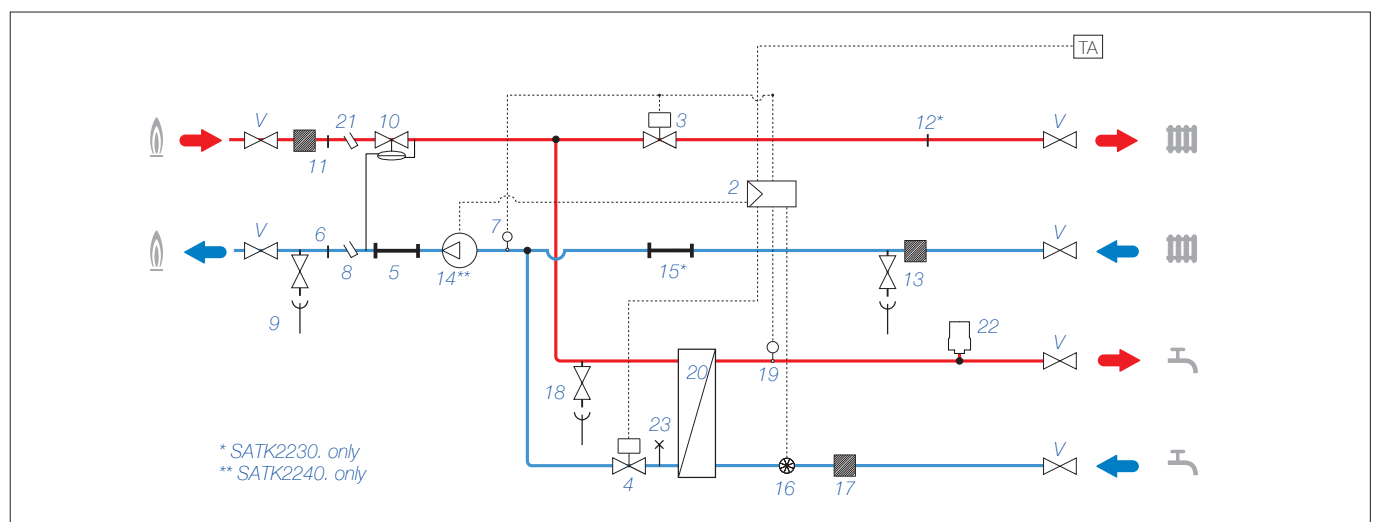 TA
V 21 10 3 12* V
11
2
V 6 7 V
8 5 14** 15* 13
9
22 V
20 19
18
23
* SATK2230. only
** SATK2240. only
V
4 16 17